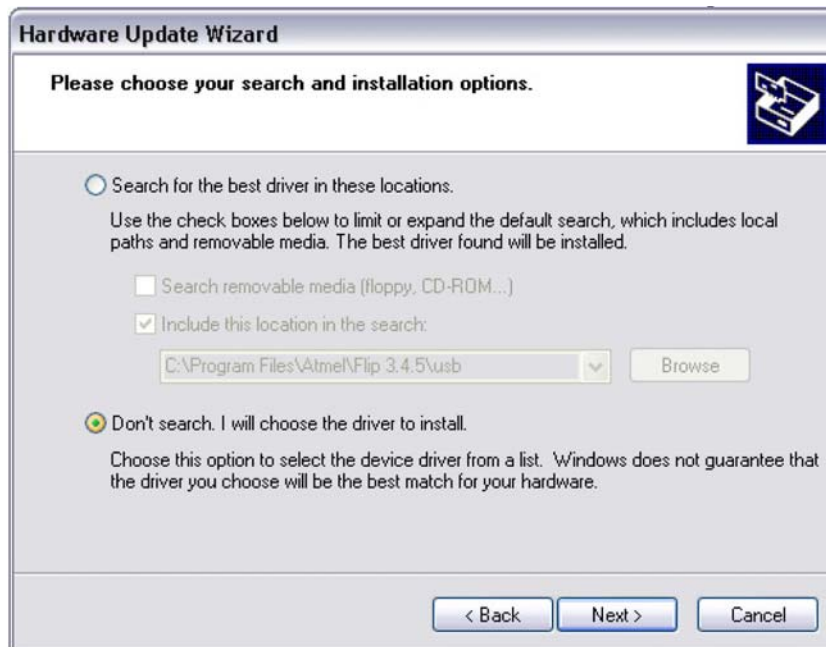 Hardware Update Wizard
Please choose your search and installation options.
Search for the best driver in these locations.
Use the check boxes below to limit or expand the default search, which includes local
paths and removable media. The best driver found will be installed.
Search removable media (floppy, CD-ROM...)
Include this location in the search:
C:\Program Files\Atmel\Flip 3.4.5\usb
Browse
Don't search. I will choose the driver to install.
Choose this option to select the device driver from a list. Windows does not guarantee that
the driver you choose will be the best match for your hardware.
< Back
Next >
Cancel